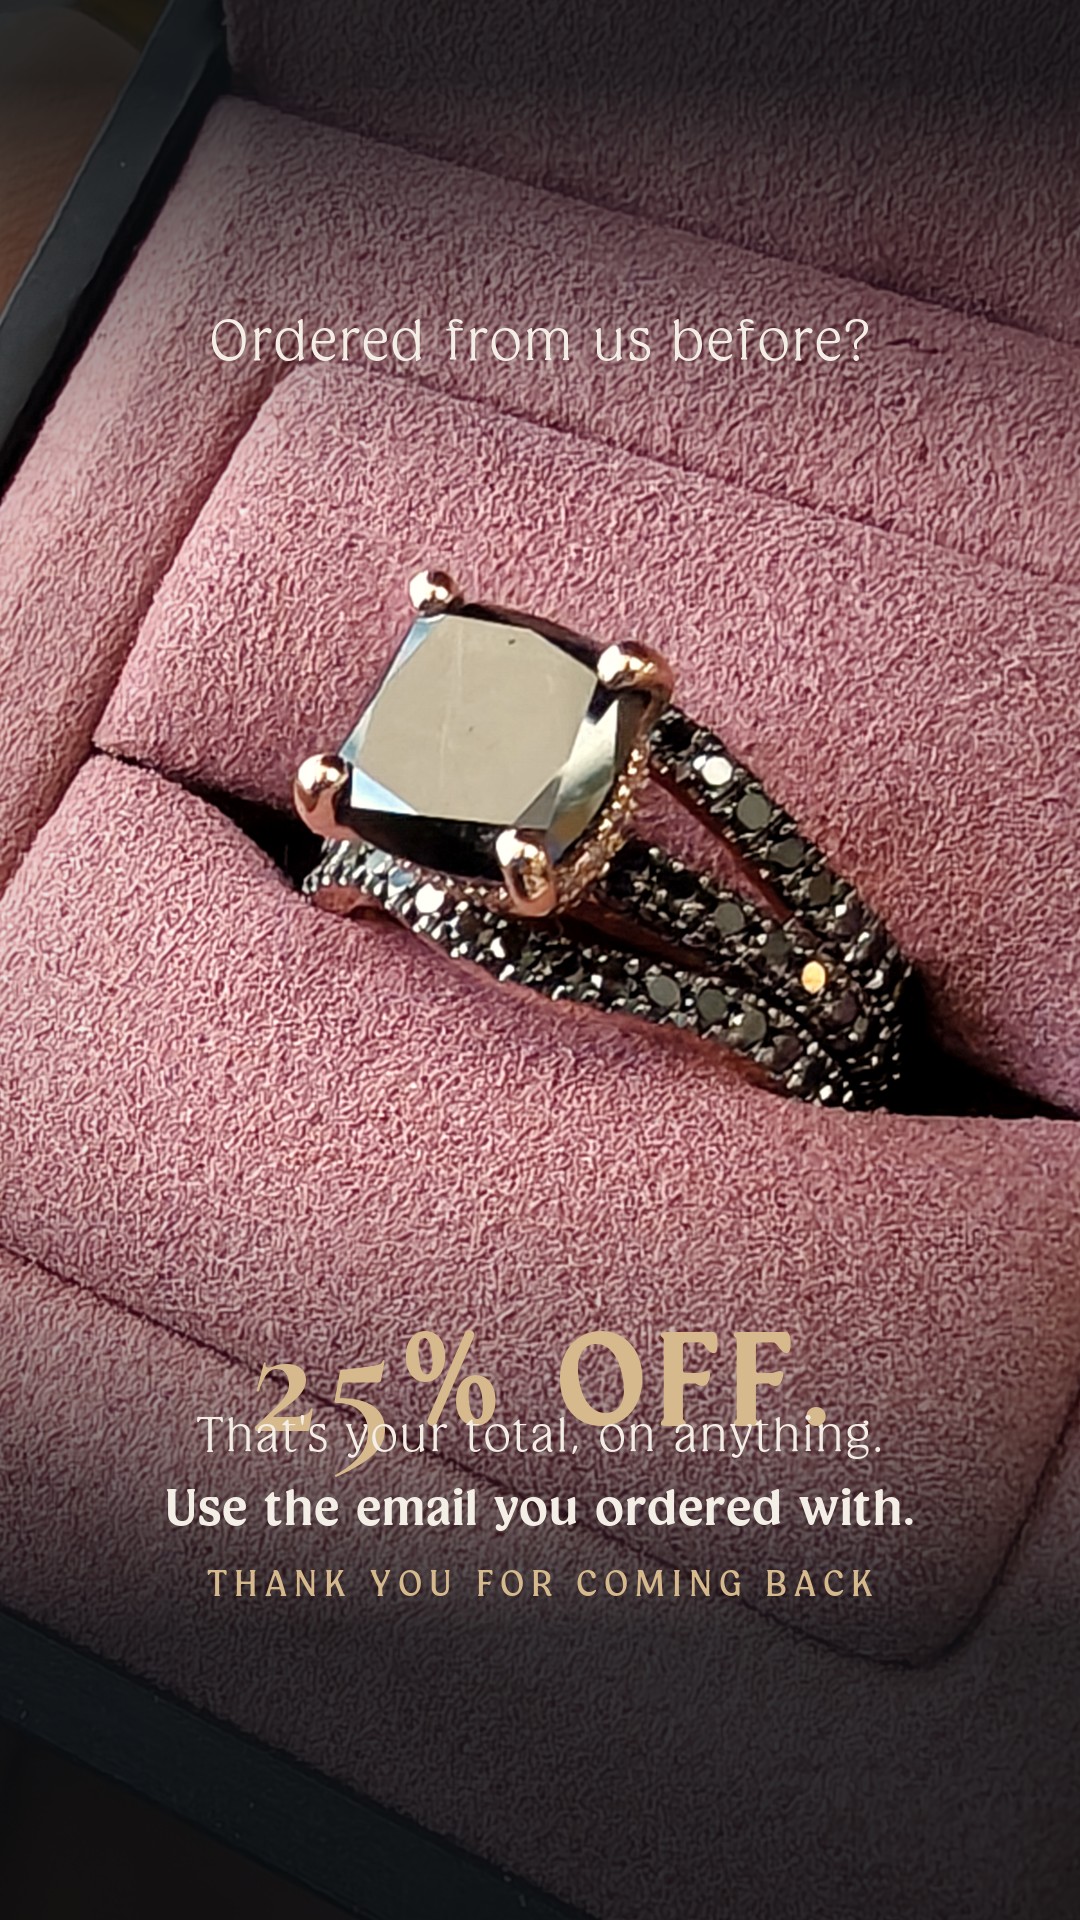 Ordered from us before?
25% OFF.
That's your total, on anything.
Use the email you ordered with.
THANK YOU FOR COMING BACK